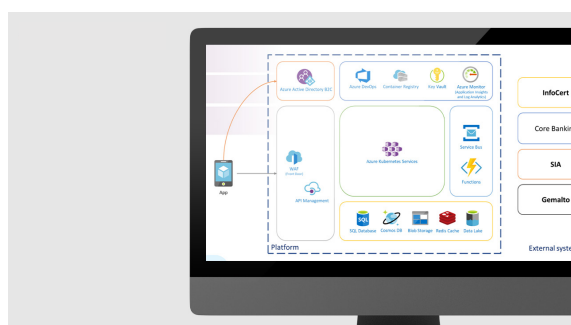 Azure Active Directory B2C
Azure DevOps
Container Registry
Key Vault
Azure Monitor
(Application Insights
and Log Analytics)
InfoCert
Core Bankin
App
WAF
(Front Door)
API Management
Azure Kubernetes Services
Service Bus
Functions
SIA
Gemalto
SQL
SQL Database
Cosmos DB
Blob Storage
Redis Cache
Data Lake
Platform
External syste